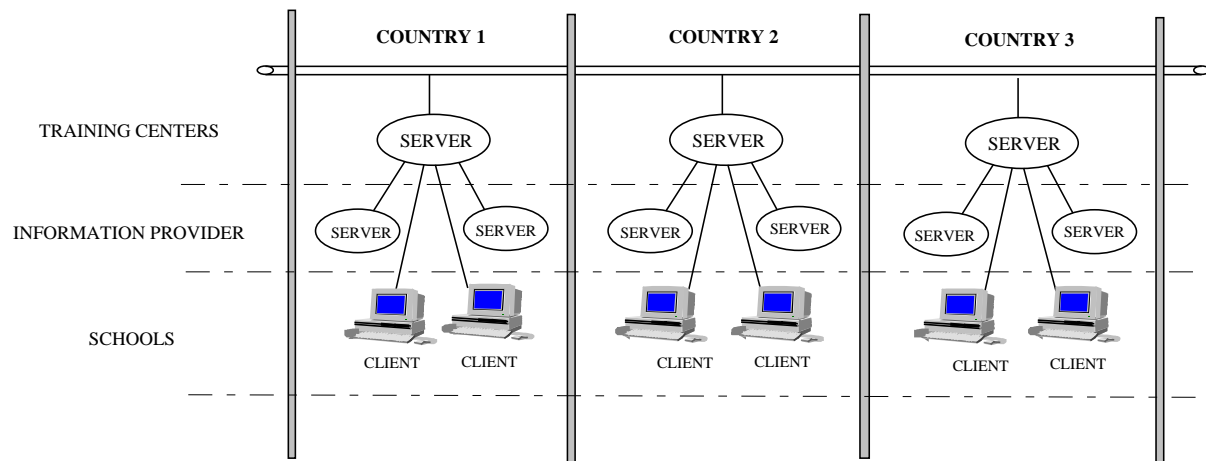 COUNTRY 1
COUNTRY 2
COUNTRY 3
TRAINING CENTERS
SERVER
SERVER
SERVER
INFORMATION PROVIDER
SERVER
SERVER
SERVER
SERVER
SERVER
SERVER
SCHOOLS
CLIENT
CLIENT
CLIENT
CLIENT
CLIENT
CLIENT